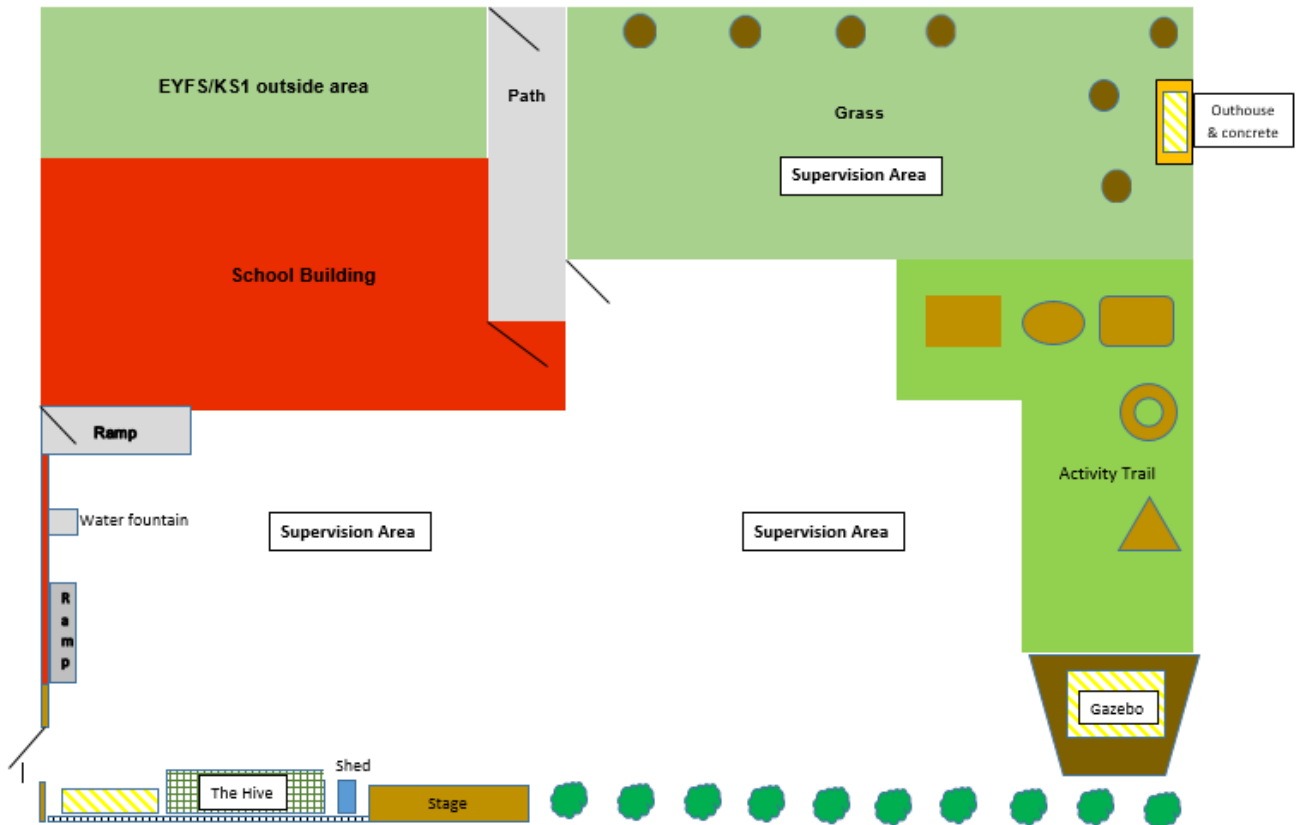 EYFS/KS1 outside area
Path
Grass
Outhouse
& concrete
Supervision Area
School Building
Ramp
Activity Trail
Water fountain
Supervision Area
Supervision Area
R
a
m
p
Gazebo
Shed
The Hive
Stage